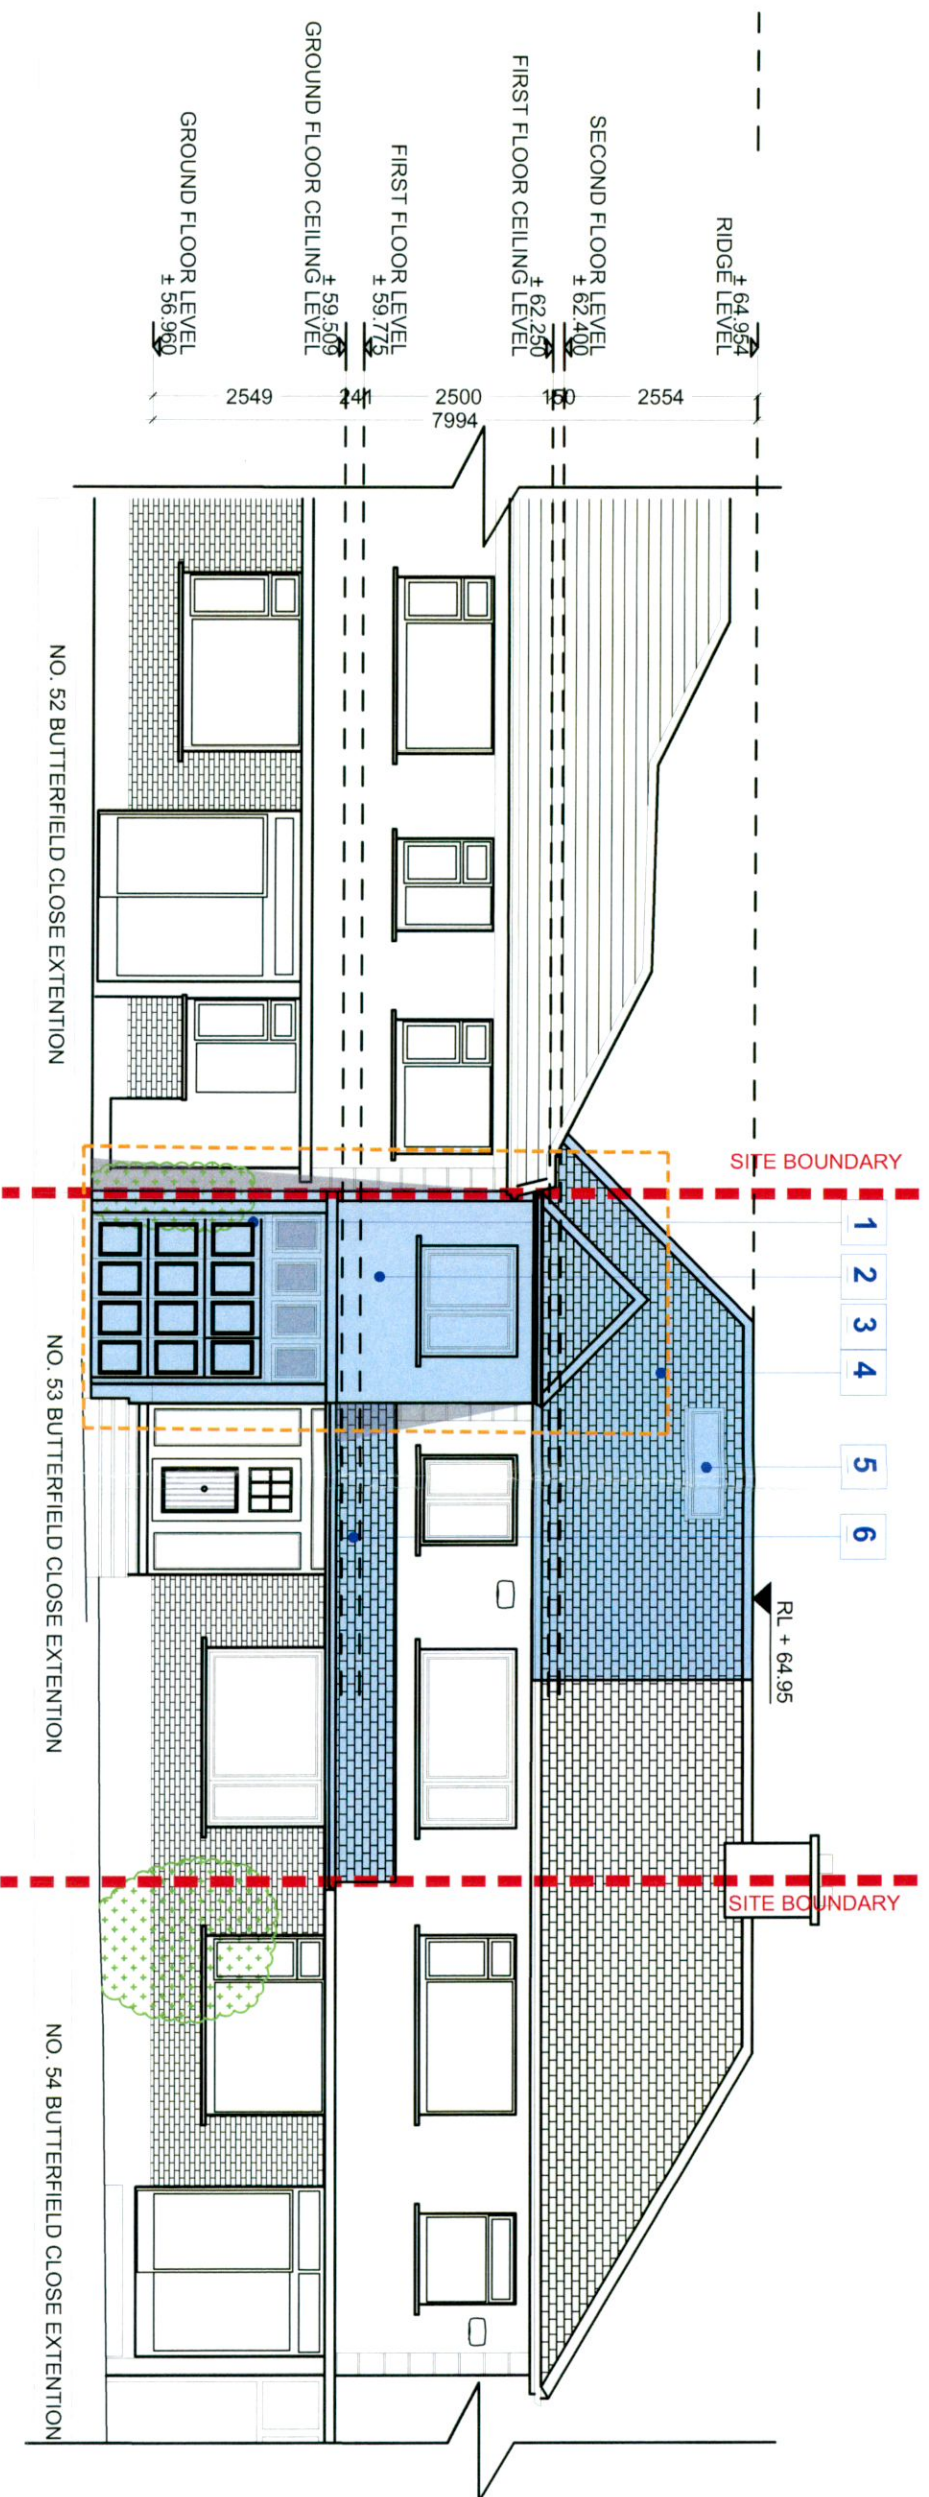 RIDGE LEVEL
± 64.954
SECOND FLOOR LEVEL
± 62.400
FIRST FLOOR CEILING LEVEL
± 62.250
FIRST FLOOR LEVEL
± 59.775
GROUND FLOOR CEILING LEVEL
± 59.509
GROUND FLOOR LEVEL
± 56.960
2554
150
2500
241
2549
7994
SITE BOUNDARY
1
2
3
4
5
6
RL + 64.95
SITE BOUNDARY
NO. 52 BUTTERFIELD CLOSE EXTENTION
NO. 53 BUTTERFIELD CLOSE EXTENTION
NO. 54 BUTTERFIELD CLOSE EXTENTION